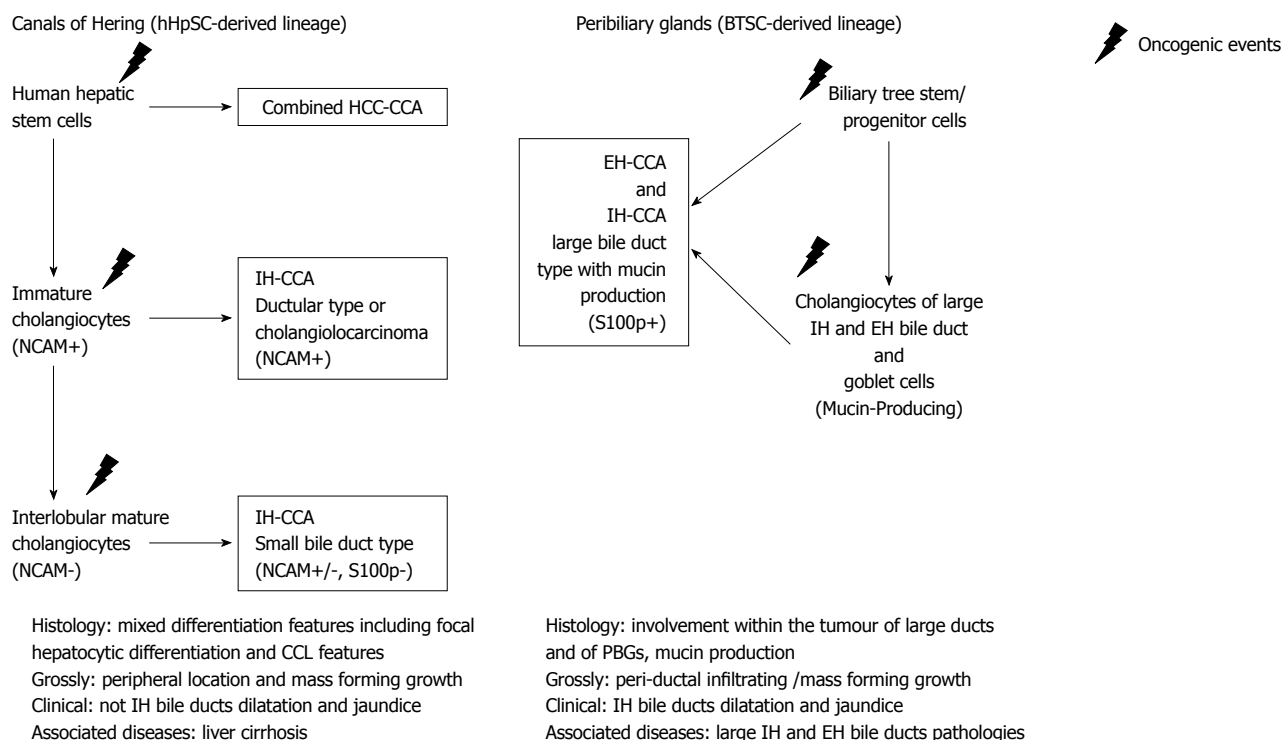 Canals of Hering (hHpSC-derived lineage)
Human hepatic
stem cells
Combined HCC-CCA
Immature
cholangiocytes
(NCAM+)
IH-CCA
Ductular type or
cholangiolocarcinoma
(NCAM+)
Interlobular mature
cholangiocytes
(NCAM-)
IH-CCA
Small bile duct type
(NCAM+/-, S100p-)
Histology: mixed differentiation features including focal
hepatocytic differentiation and CCL features
Grossly: peripheral location and mass forming growth
Clinical: not IH bile ducts dilatation and jaundice
Associated diseases: liver cirrhosis
Peribiliary glands (BTSC-derived lineage)
Biliary tree stem/
progenitor cells
EH-CCA
and
IH-CCA
large bile duct
type with mucin
production
(S100p+)
Cholangiocytes of large
IH and EH bile duct
and
goblet cells
(Mucin-Producing)
Histology: involvement within the tumour of large ducts
and of PBGs, mucin production
Grossly: peri-ductal infiltrating /mass forming growth
Clinical: IH bile ducts dilatation and jaundice
Associated diseases: large IH and EH bile ducts pathologies
Oncogenic events